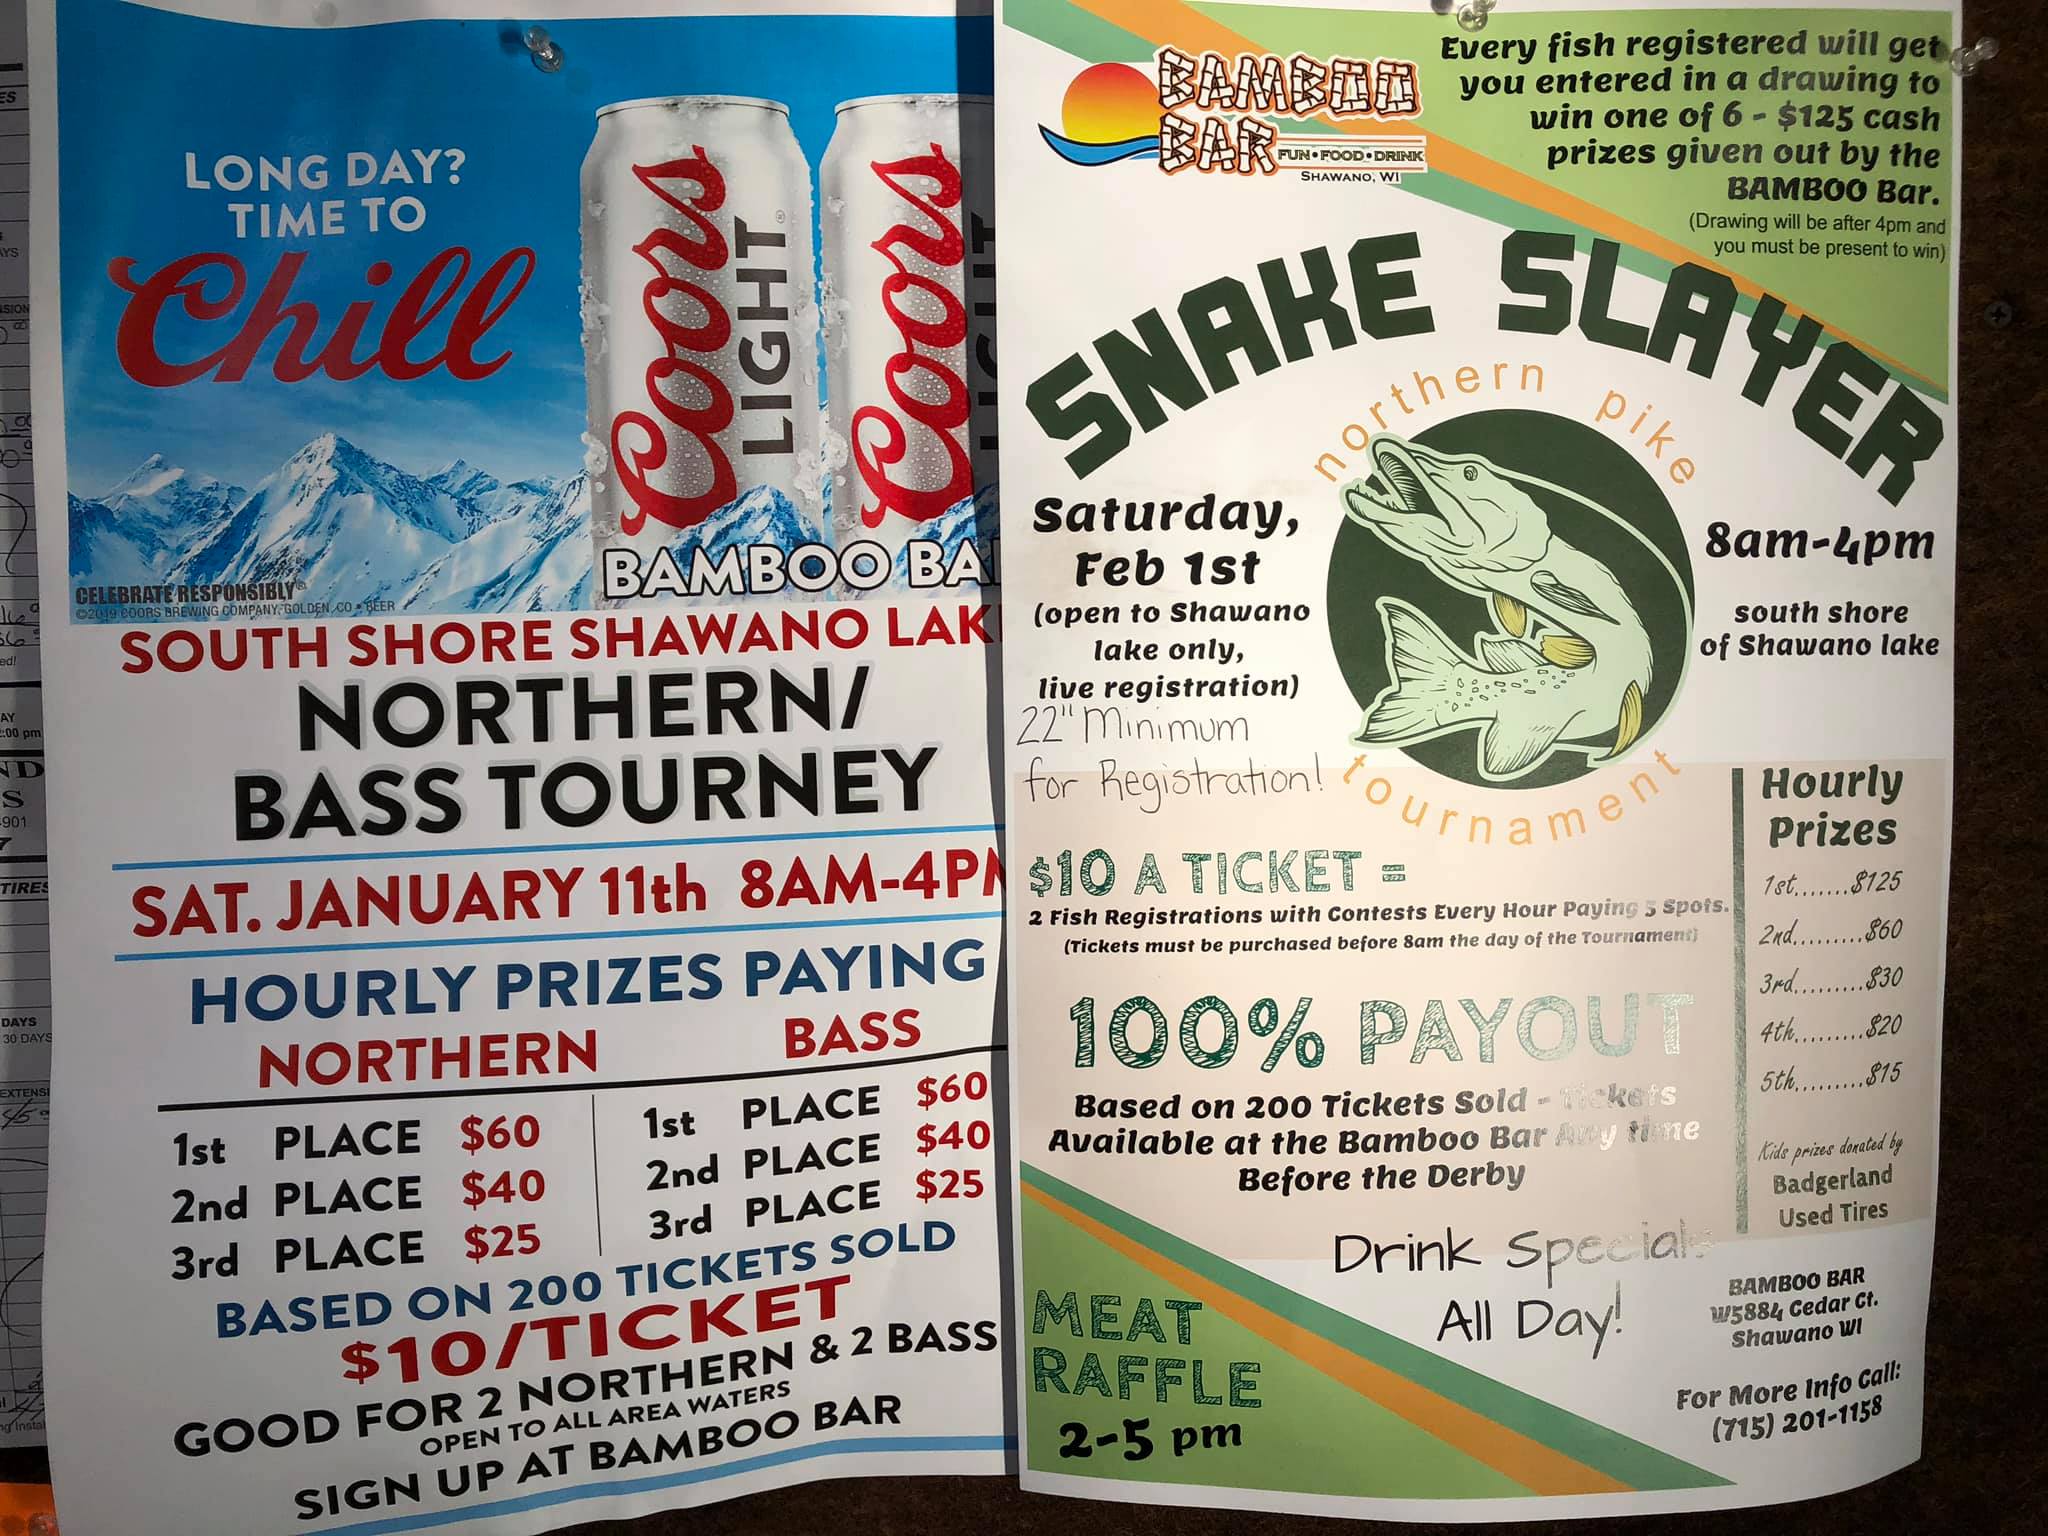 LONG DAY?
TIME TO
Chill
Coors
LIGHT
Coors
BAMBOO BA
CELEBRATE RESPONSIBLY®
©2019 COORS BREWING COMPANY, GOLDEN, CO • BEER
SOUTH SHORE SHAWANO LAK
NORTHERN/
BASS TOURNEY
SAT. JANUARY 11th 8AM-4PM
HOURLY PRIZES PAYING
NORTHERN
BASS
1st PLACE $60
2nd PLACE $40
3rd PLACE $25
1st PLACE $60
2nd PLACE $40
3rd PLACE $25
BASED ON 200 TICKETS SOLD
$10/TICKET
GOOD FOR 2 NORTHERN & 2 BASS
OPEN TO ALL AREA WATERS
SIGN UP AT BAMBOO BAR
BAMBOO
BAR
FUN•FOOD•DRINK
SHAWANO, WI
Every fish registered will get
you entered in a drawing to
win one of 6 - $125 cash
prizes given out by the
BAMBOO Bar.
(Drawing will be after 4pm and
you must be present to win)
SNAKE SLAYER
northern pike
tournament
Saturday,
Feb 1st
(open to Shawano
lake only,
live registration)
22" Minimum
for Registration!
8am-4pm
south shore
of Shawano lake
$10 A TICKET =
2 Fish Registrations with Contests Every Hour Paying 5 Spots.
(Tickets must be purchased before 8am the day of the Tournament)
100% PAYOUT
Based on 200 Tickets Sold - Tickets
Available at the Bamboo Bar Any time
Before the Derby
Hourly
Prizes
1st.......$125
2nd.........$60
3rd.........$30
4th.........$20
5th.........$15
Kids prizes donated by
Badgerland
Used Tires
Drink Specials
All Day!
MEAT
RAFFLE
2-5 pm
BAMBOO BAR
W5884 Cedar Ct.
Shawano WI
For More Info Call:
(715) 201-1158